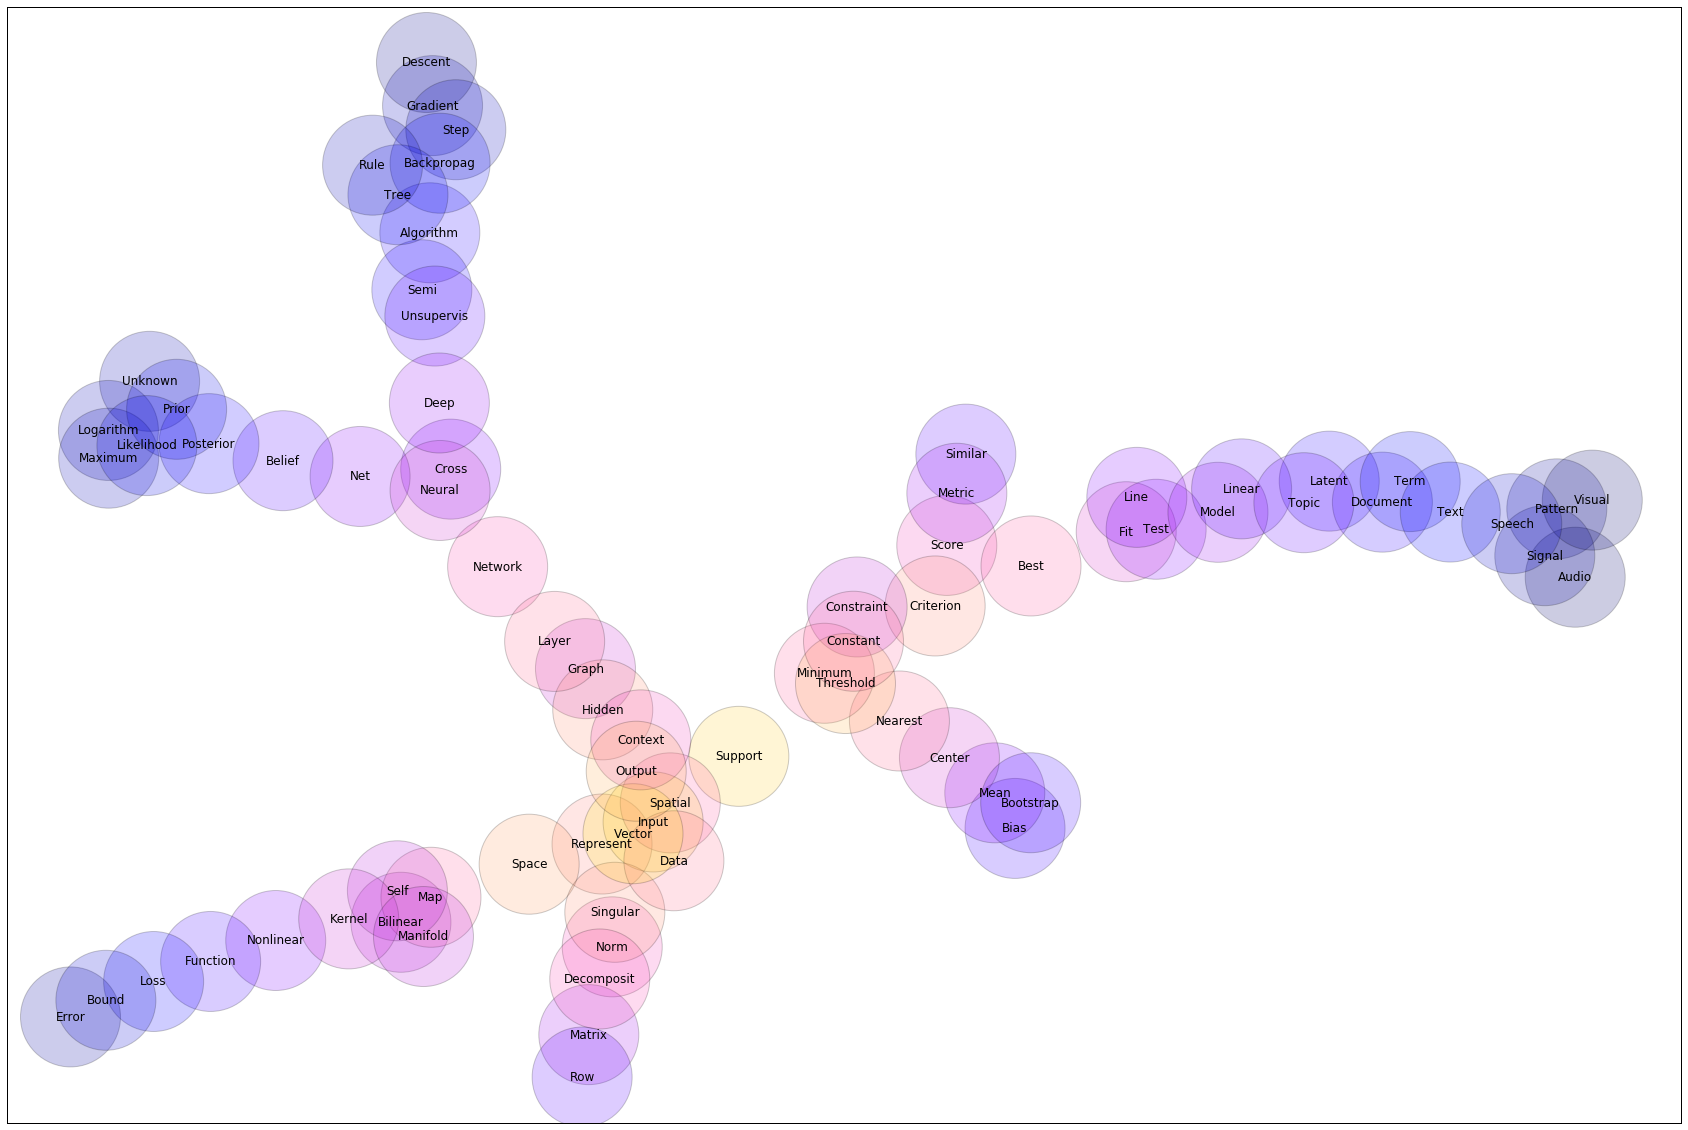 Descent
Gradient
Step
Backpropag
Rule
Tree
Algorithm
Semi
Unsupervis
Deep
Cross
Neural
Net
Belief
Posterior
Unknown
Prior
Logarithm
Likelihood
Maximum
Network
Layer
Graph
Hidden
Context
Output
Support
Spatial
Input
Vector
Represent
Data
Space
Self
Map
Kernel
Bilinear
Manifold
Nonlinear
Function
Loss
Bound
Error
Singular
Norm
Decomposit
Matrix
Row
Similar
Metric
Score
Best
Criterion
Constraint
Constant
Minimum
Threshold
Nearest
Center
Mean
Bootstrap
Bias
Line
Fit
Test
Model
Linear
Topic
Latent
Document
Term
Text
Speech
Pattern
Visual
Signal
Audio